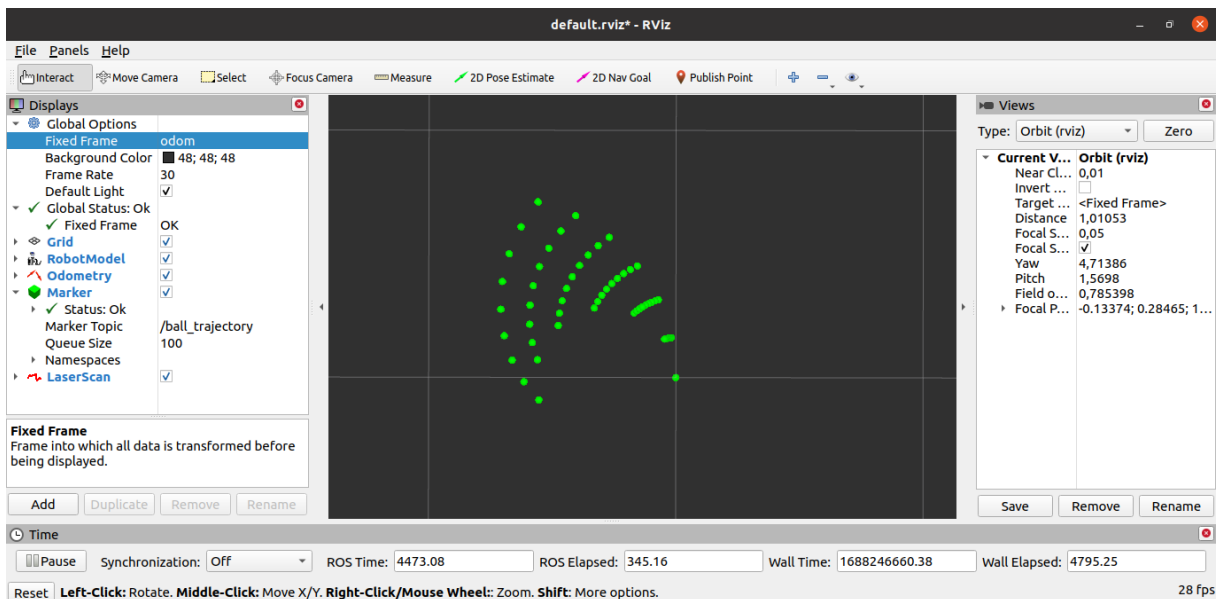 default.rviz* - RViz
File Panels Help
Interact Move Camera Select Focus Camera Measure 2D Pose Estimate 2D Nav Goal Publish Point
Displays
Global Options
Fixed Frame odom
Background Color 48; 48; 48
Frame Rate 30
Default Light
Global Status: Ok
Fixed Frame OK
Grid
RobotModel
Odometry
Marker
Status: Ok
Marker Topic /ball_trajectory
Queue Size 100
Namespaces
LaserScan
Fixed Frame
Frame into which all data is transformed before
being displayed.
Add Duplicate Remove Rename
Views
Type: Orbit (rviz) Zero
Current V... Orbit (rviz)
Near Cl... 0,01
Invert ...
Target ... <Fixed Frame>
Distance 1,01053
Focal S... 0,05
Focal S...
Yaw 4,71386
Pitch 1,5698
Field o... 0,785398
Focal P... -0.13374; 0.28465; 1...
Save Remove Rename
Time
Pause Synchronization: Off ROS Time: 4473.08 ROS Elapsed: 345.16 Wall Time: 1688246660.38 Wall Elapsed: 4795.25
Reset Left-Click: Rotate. Middle-Click: Move X/Y. Right-Click/Mouse Wheel:: Zoom. Shift: More options. 28 fps